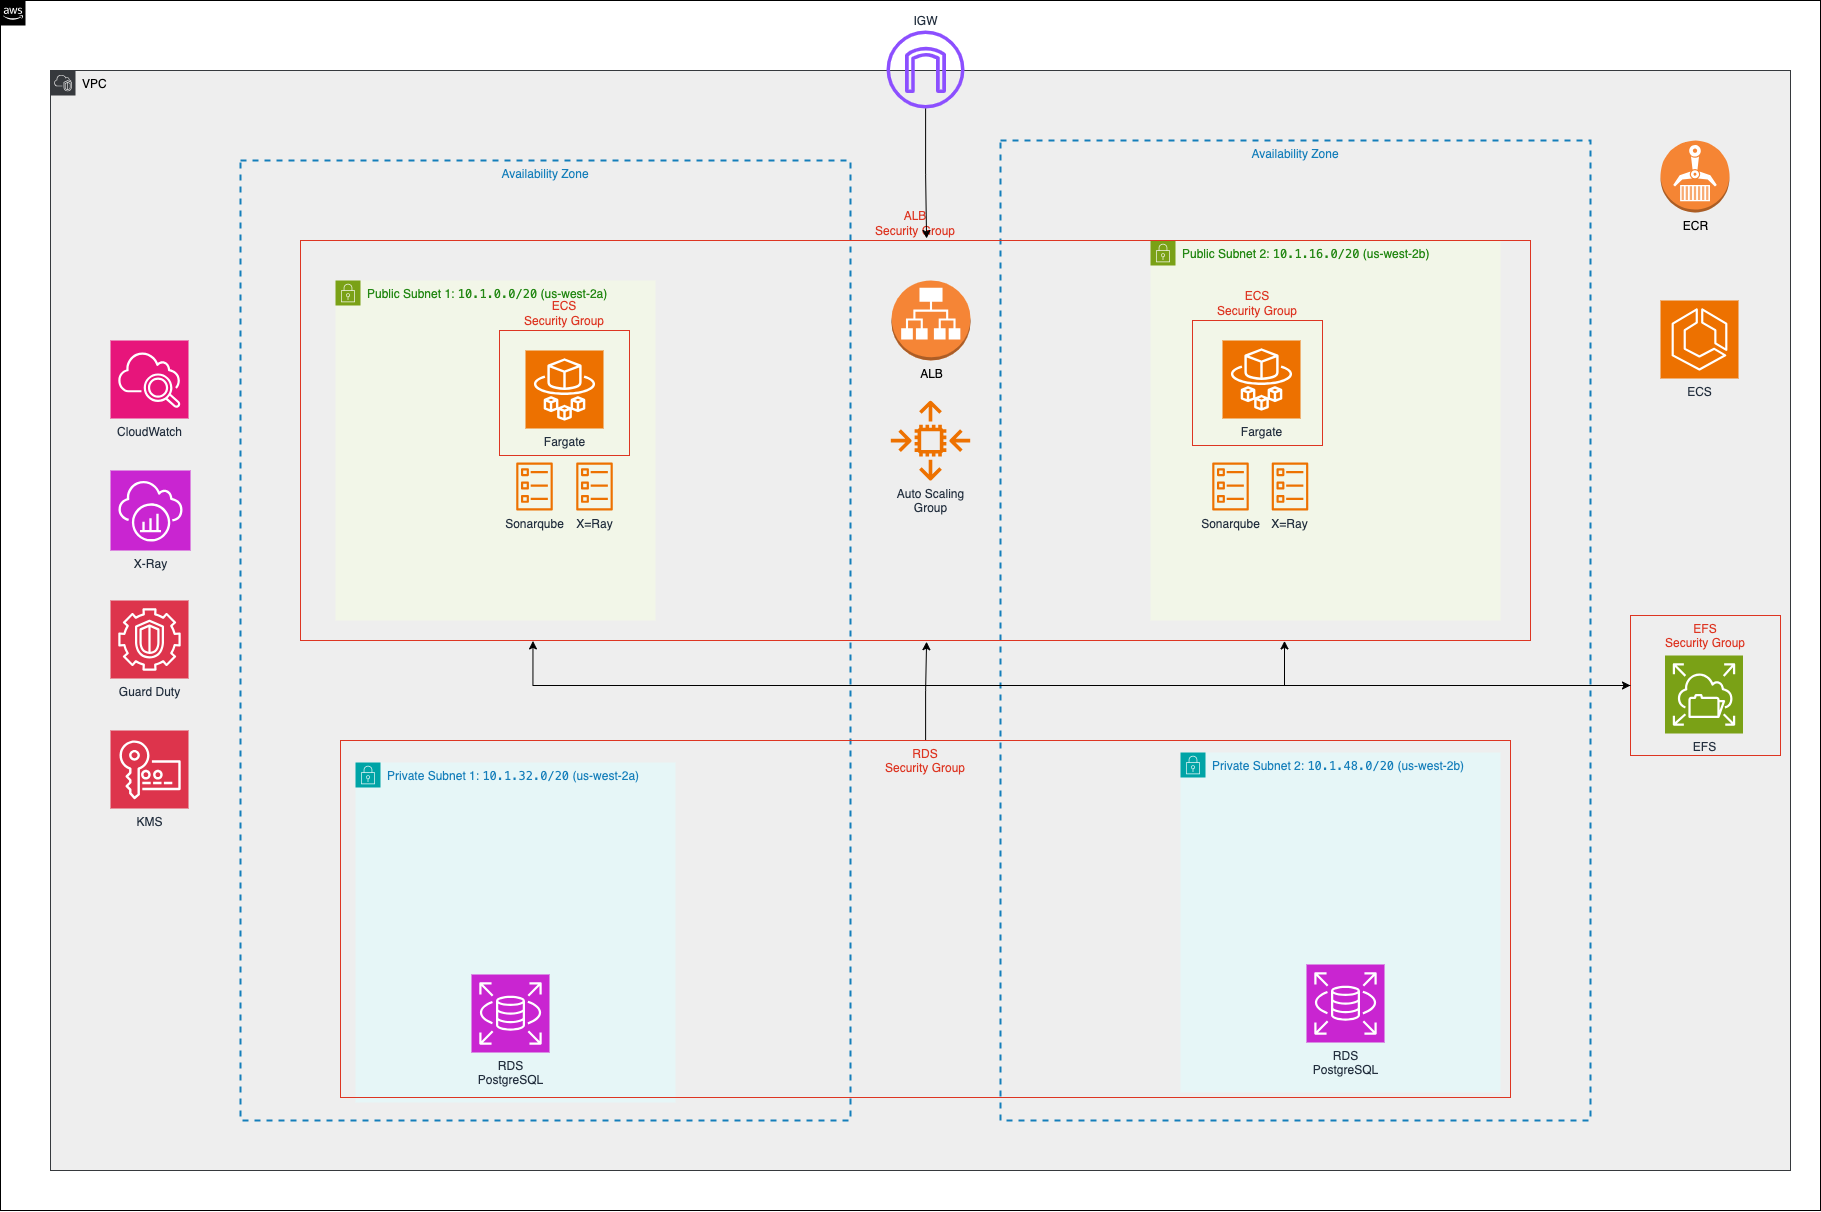 aws
IGW
VPC
Availability Zone
Availability Zone
ALB
Security Group
ECR
Public Subnet 1: 10.1.0.0/20 (us-west-2a)
ECS
Security Group
Fargate
Sonarqube
X=Ray
ALB
Auto Scaling
Group
Public Subnet 2: 10.1.16.0/20 (us-west-2b)
ECS
Security Group
Fargate
Sonarqube
X=Ray
ECS
CloudWatch
X-Ray
Guard Duty
KMS
EFS
Security Group
EFS
RDS
Security Group
Private Subnet 1: 10.1.32.0/20 (us-west-2a)
RDS
PostgreSQL
Private Subnet 2: 10.1.48.0/20 (us-west-2b)
RDS
PostgreSQL